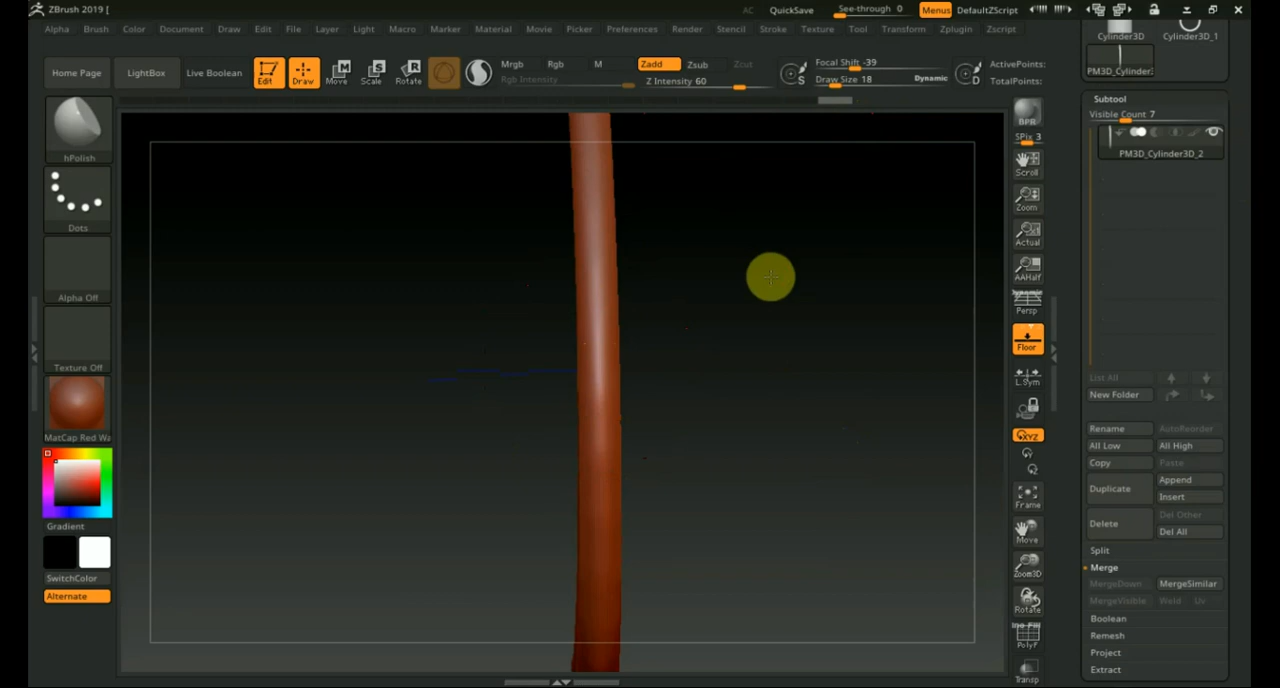 ZBrush 2019 [
AC QuickSave See-through 0 Menus DefaultZScript
Alpha Brush Color Document Draw Edit File Layer Light Macro Marker Material Movie Picker Preferences Render Stencil Stroke Texture Tool Transform Zplugin Zscript
Cylinder3D Cylinder3D_1
PM3D_Cylinder3
Home Page LightBox Live Boolean Edit Draw Move Scale Rotate
Mrgb Rgb M Zadd Zsub Zcut
Rgb Intensity Z Intensity 60
Focal Shift -39
Draw Size 18 Dynamic
S D
ActivePoints:
TotalPoints:
hPolish
Dots
Alpha Off
Texture Off
MatCap Red Wa
Gradient
SwitchColor
Alternate
BPR
SPix 3
Scroll
Zoom
Actual
AAHalf
Dynamic
Persp
Floor
L.Sym
XYZ
Frame
Move
Zoom3D
Rotate
Line Fill
PolyF
Transp
Subtool
Visible Count 7
PM3D_Cylinder3D_2
List All
New Folder
Rename AutoReorder
All Low All High
Copy Paste
Duplicate Append
Insert
Delete Del Other
Del All
Split
Merge
MergeDown MergeSimilar
MergeVisible Weld Uv
Boolean
Remesh
Project
Extract